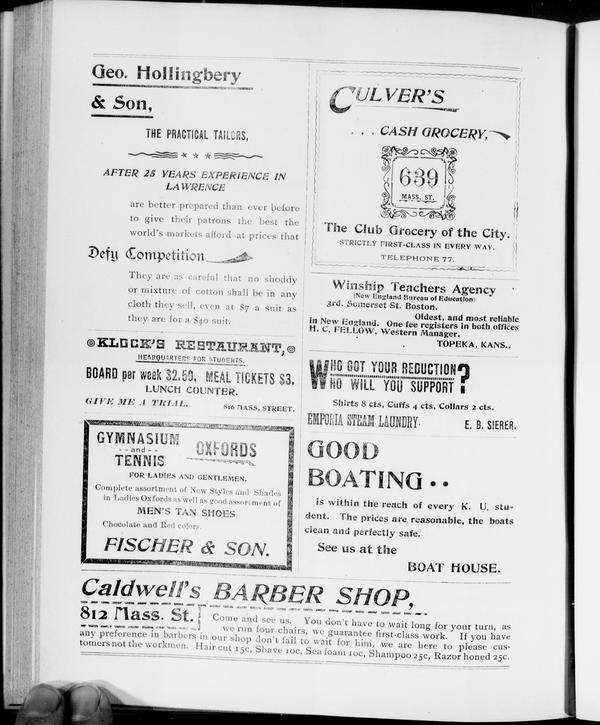 Geo. Hollingbery
& Son,
THE PRACTICAL TAILORS,
AFTER 25 YEARS EXPERIENCE IN
LAWRENCE
are better prepared than ever before
to give their patrons the best the
world's markets afford at prices that
Defy Competition
They are as careful that no shoddy
or mixture of cotton shall be in any
cloth they sell, even at $7 a suit as
they are for a $40 suit.
KLOCK'S RESTAURANT,
HEADQUARTERS FOR STUDENTS.
BOARD per week $2.50, MEAL TICKETS $3.
LUNCH COUNTER.
GIVE ME A TRIAL. 816 MASS. STREET.
GYMNASIUM
--and--
TENNIS
OXFORDS
FOR LADIES AND GENTLEMEN.
Complete assortment of New Styles and Shades
in Ladies Oxfords as well as good assortment of
MEN'S TAN SHOES
Chocolate and Red colors.
FISCHER & SON.
CULVER'S
... CASH GROCERY,
639
MASS. ST.
The Club Grocery of the City.
STRICTLY FIRST-CLASS IN EVERY WAY.
TELEPHONE 77.
Winship Teachers Agency
(New England Bureau of Education)
3rd. Somerset St. Boston.
Oldest, and most reliable
in New England. One fee registers in both offices
H. C. FELLOW, Western Manager.
TOPEKA, KANS.,
WHO GOT YOUR REDUCTION?
WHO WILL YOU SUPPORT?
Shirts 8 cts, Cuffs 4 cts, Collars 2 cts.
EMPORIA STEAM LAUNDRY. E. B. SIERER.
GOOD
BOATING..
is within the reach of every K. U. stu-
dent. The prices are reasonable, the boats
clean and perfectly safe.
See us at the
BOAT HOUSE.
Caldwell's BARBER SHOP,
812 Mass. St. Come and see us. You don't have to wait long for your turn, as
we run four chairs, we guarantee first-class work. If you have
any preference in barbers in our shop don't fail to wait for him, we are here to please cus-
tomers not the workmen. Hair cut 15c, Shave 10c, Sea foam 10c, Shampoo 25c, Razor honed 25c.